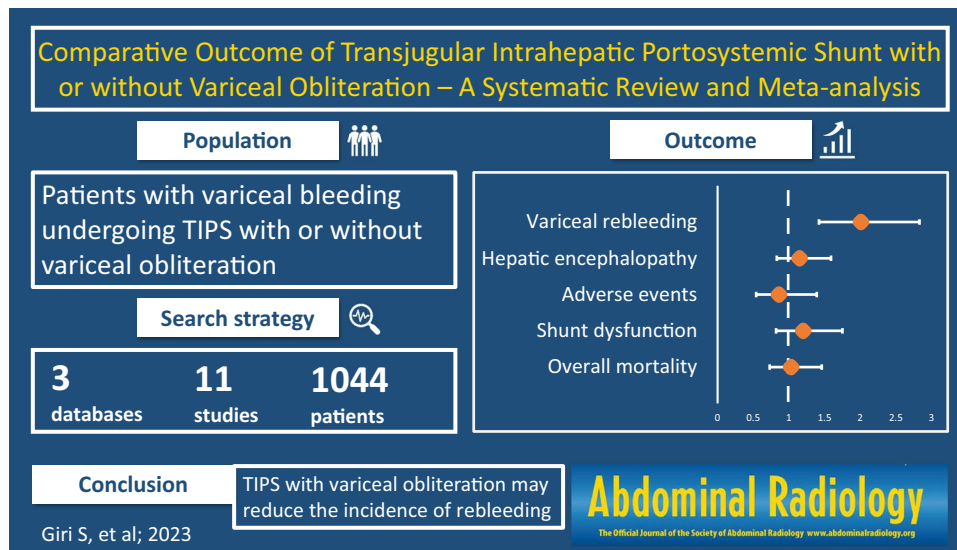 Comparative Outcome of Transjugular Intrahepatic Portosystemic Shunt with
or without Variceal Obliteration – A Systematic Review and Meta-analysis
Population
Patients with variceal bleeding
undergoing TIPS with or without
variceal obliteration
Search strategy
3 11 1044
databases studies patients
Outcome
Variceal rebleeding
Hepatic encephalopathy
Adverse events
Shunt dysfunction
Overall mortality
0 0.5 1 1.5 2 2.5 3
Conclusion
TIPS with variceal obliteration may
reduce the incidence of rebleeding
Giri S, et al; 2023
Abdominal Radiology
The Official Journal of the Society of Abdominal Radiology www.abdominalradiology.org